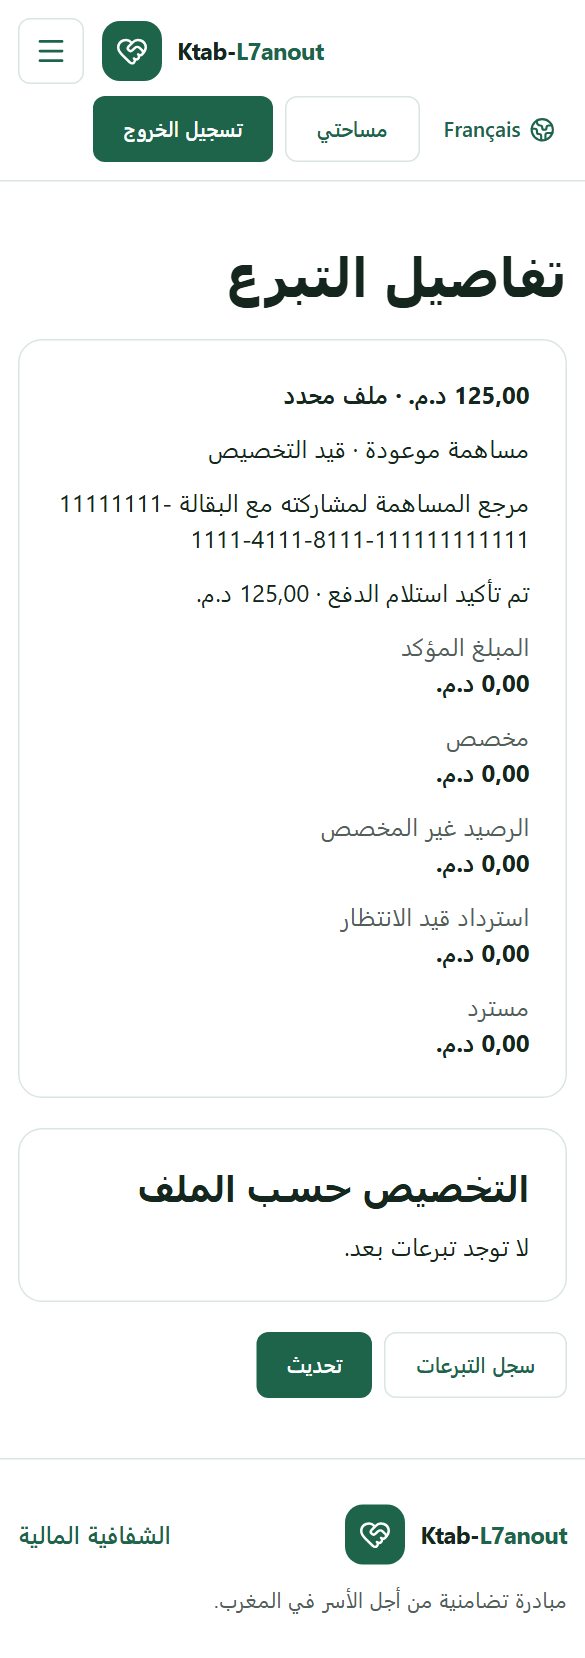 Ktab-L7anout
Français
مساحتي
تسجيل الخروج
تفاصيل التبرع
125,00 د.م. · ملف محدد
مساهمة موعودة · قيد التخصيص
مرجع المساهمة لمشاركته مع البقالة 11111111-
1111-4111-8111-111111111111
تم تأكيد استلام الدفع · 125,00 د.م.
المبلغ المؤكد
0,00 د.م.
مخصص
0,00 د.م.
الرصيد غير المخصص
0,00 د.م.
استرداد قيد الانتظار
0,00 د.م.
مسترد
0,00 د.م.
التخصيص حسب الملف
لا توجد تبرعات بعد.
سجل التبرعات
تحديث
Ktab-L7anout
الشفافية المالية
مبادرة تضامنية من أجل الأسر في المغرب.